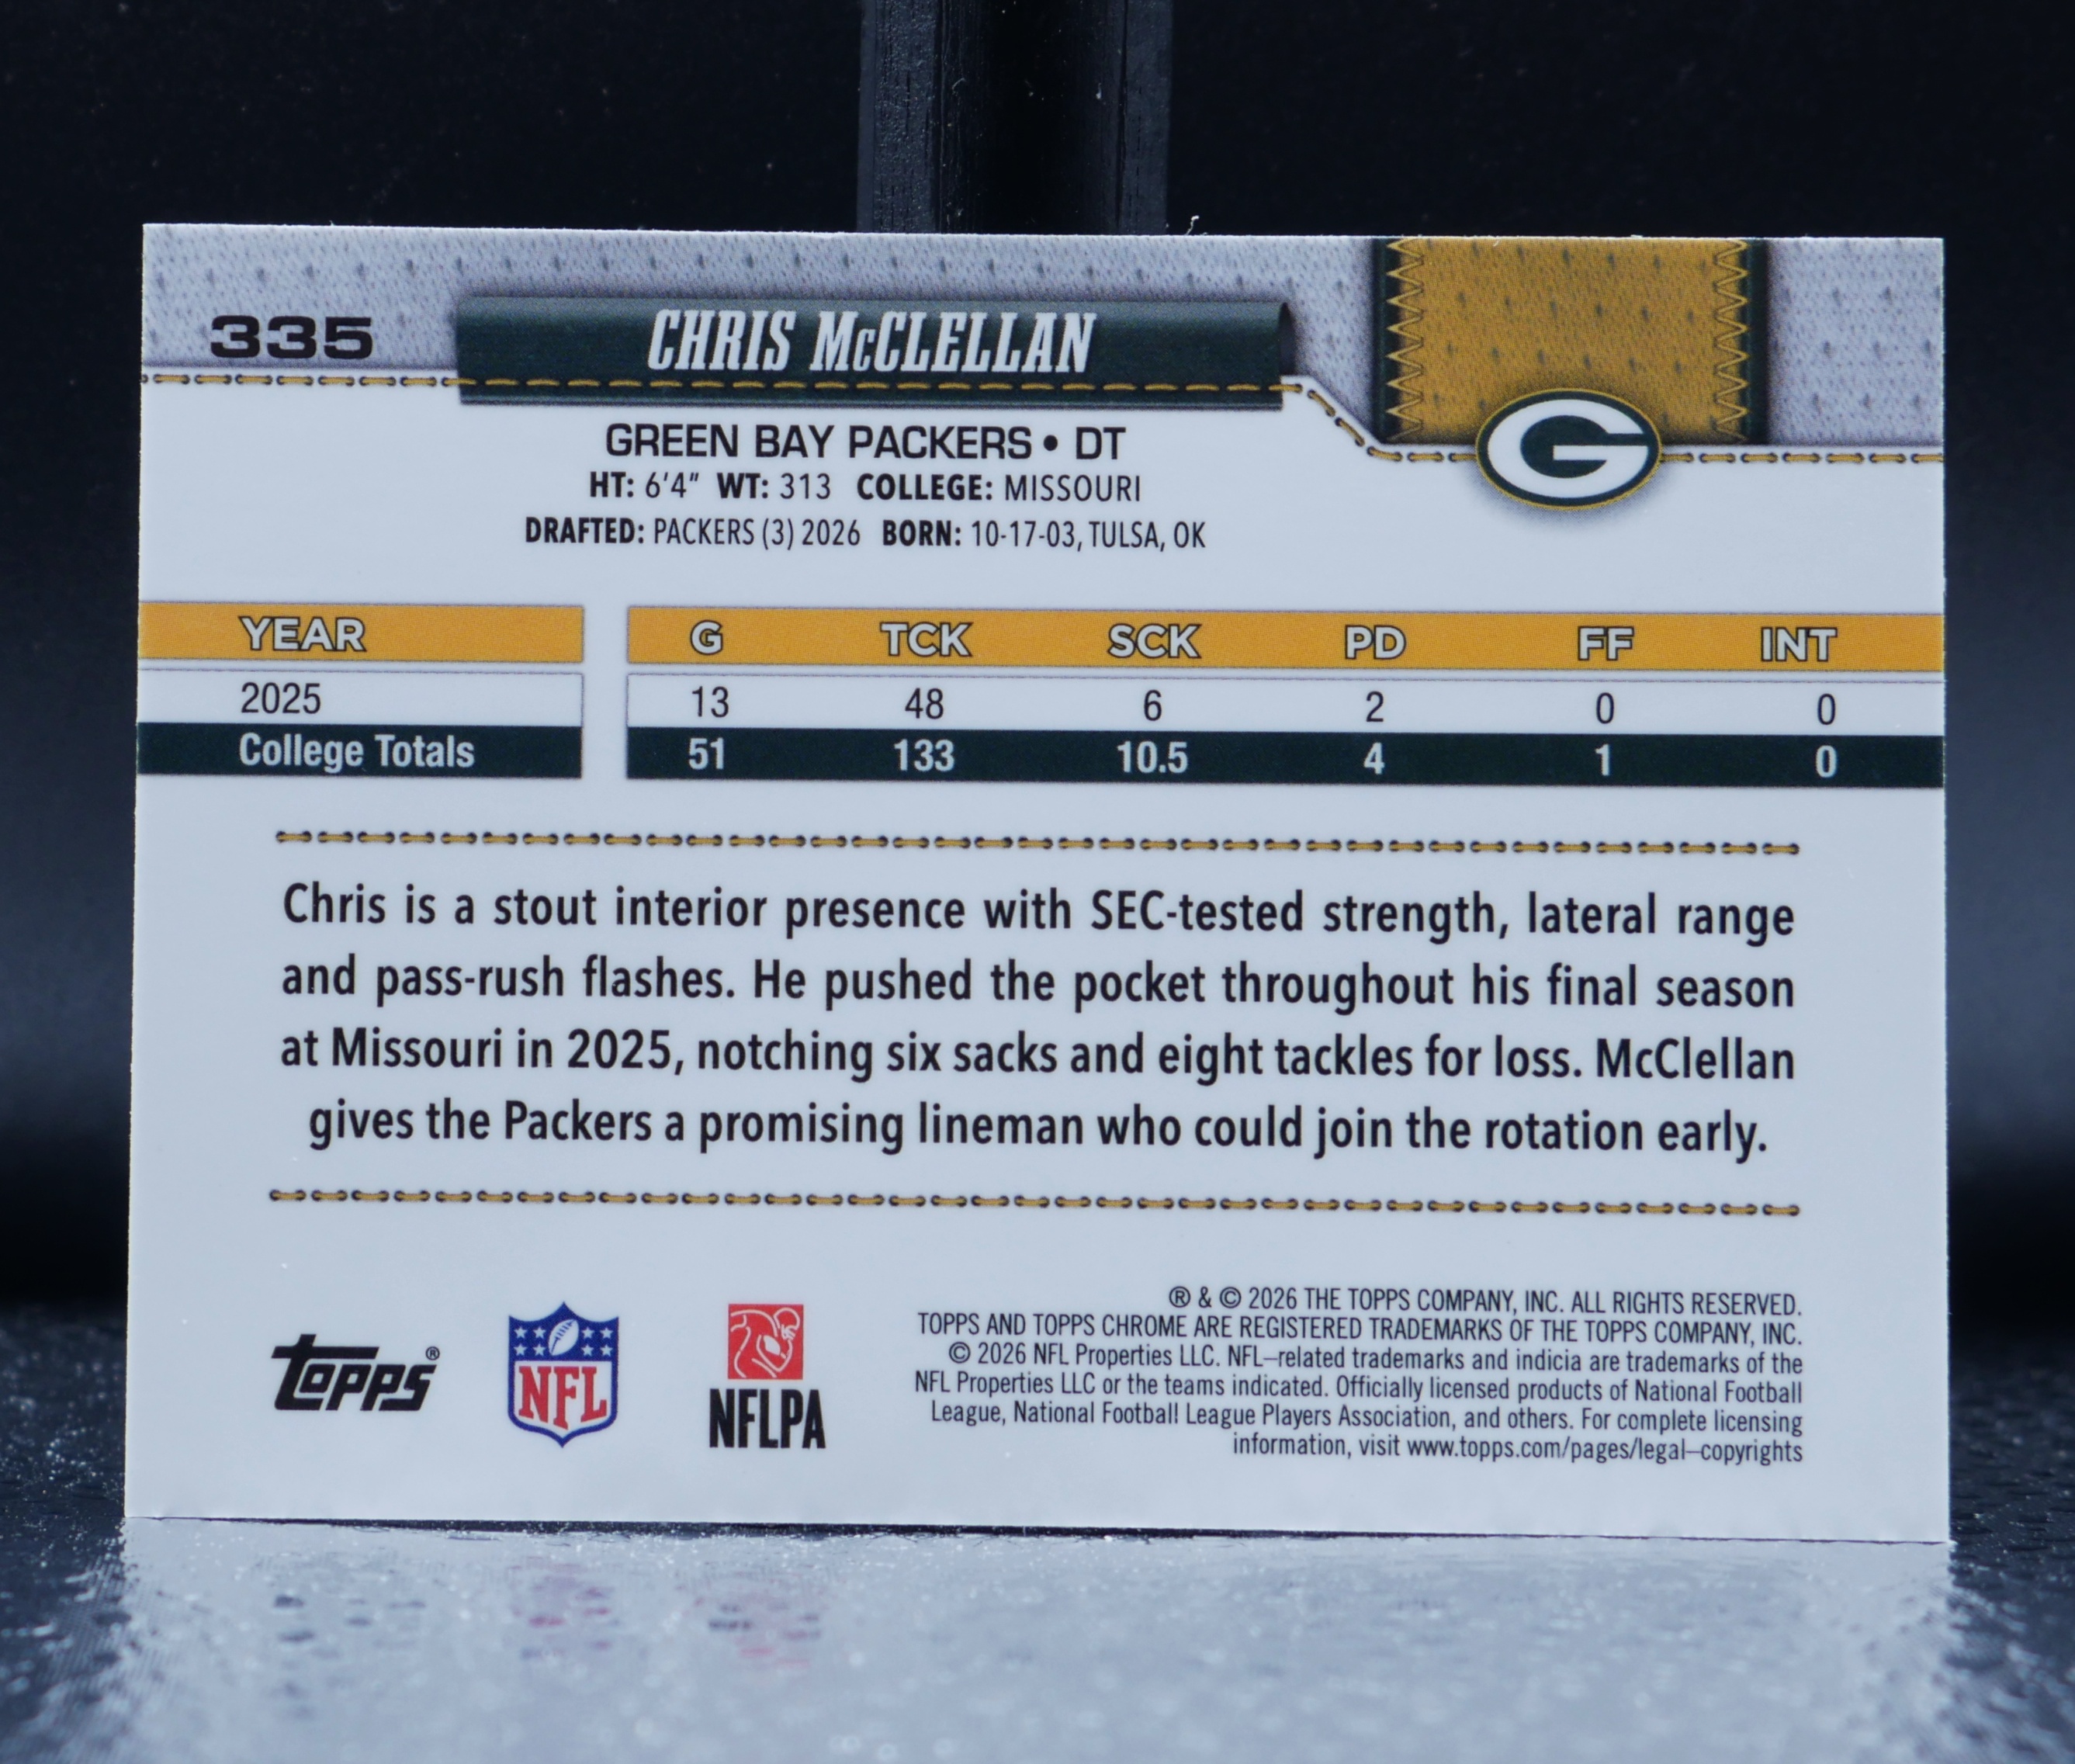 335
CHRIS McCLELLAN
GREEN BAY PACKERS • DT
HT: 6'4" WT: 313 COLLEGE: MISSOURI
DRAFTED: PACKERS (3) 2026 BORN: 10-17-03, TULSA, OK
G
YEAR G TCK SCK PD FF INT
2025 13 48 6 2 0 0
College Totals 51 133 10.5 4 1 0
Chris is a stout interior presence with SEC-tested strength, lateral range
and pass-rush flashes. He pushed the pocket throughout his final season
at Missouri in 2025, notching six sacks and eight tackles for loss. McClellan
gives the Packers a promising lineman who could join the rotation early.
topps®
NFL
NFLPA
® & © 2026 THE TOPPS COMPANY, INC. ALL RIGHTS RESERVED.
TOPPS AND TOPPS CHROME ARE REGISTERED TRADEMARKS OF THE TOPPS COMPANY, INC.
© 2026 NFL Properties LLC. NFL–related trademarks and indicia are trademarks of the
NFL Properties LLC or the teams indicated. Officially licensed products of National Football
League, National Football League Players Association, and others. For complete licensing
information, visit www.topps.com/pages/legal–copyrights